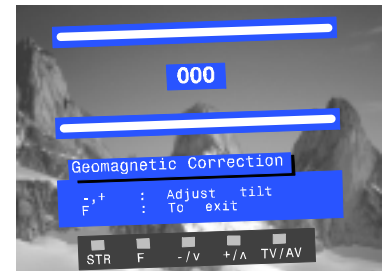 000
Geomagnetic Correction
-,+ : Adjust tilt
F : To exit
STR F -/v +/ʌ TV/AV